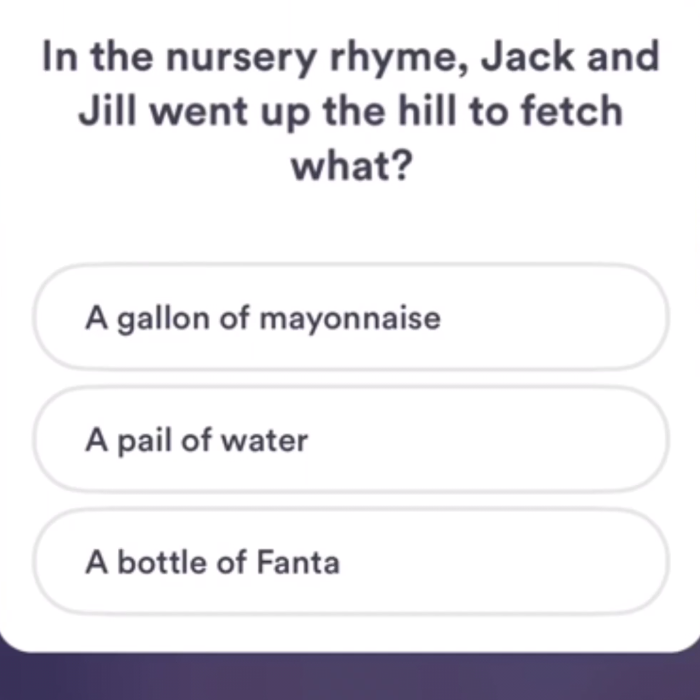 In the nursery rhyme, Jack and
Jill went up the hill to fetch
what?
A gallon of mayonnaise
A pail of water
A bottle of Fanta